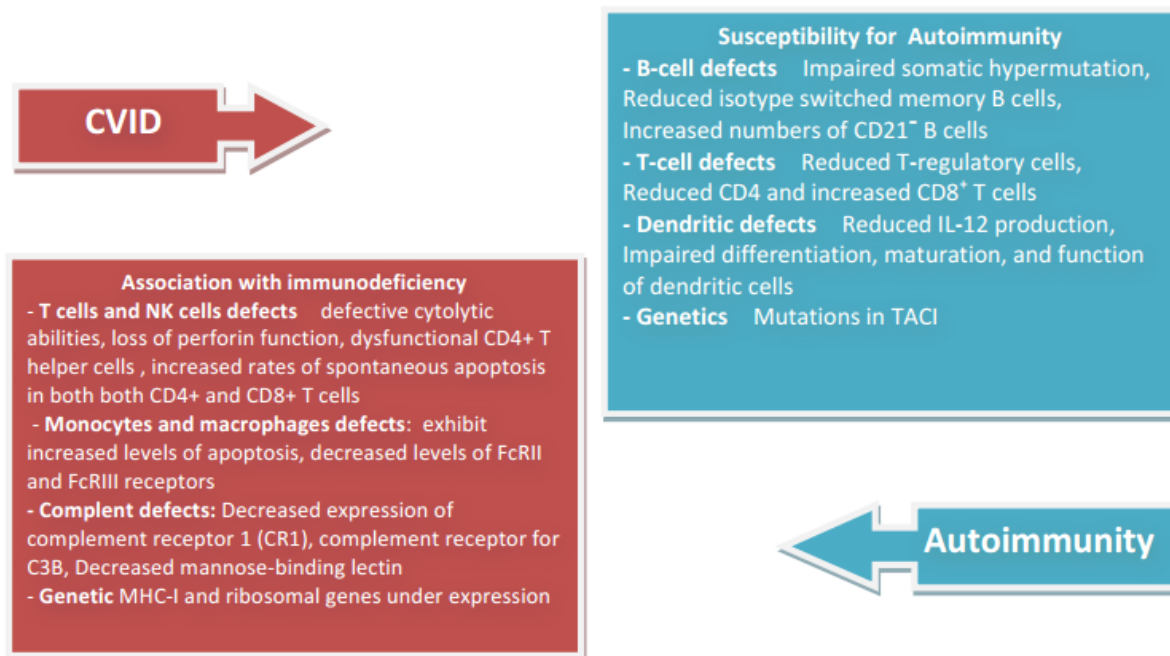 CVID
Susceptibility for Autoimmunity
- B-cell defects Impaired somatic hypermutation,
Reduced isotype switched memory B cells,
Increased numbers of CD21⁻ B cells
- T-cell defects Reduced T-regulatory cells,
Reduced CD4 and increased CD8⁺ T cells
- Dendritic defects Reduced IL-12 production,
Impaired differentiation, maturation, and function
of dendritic cells
- Genetics Mutations in TACI
Association with immunodeficiency
- T cells and NK cells defects defective cytolytic
abilities, loss of perforin function, dysfunctional CD4+ T
helper cells , increased rates of spontaneous apoptosis
in both both CD4+ and CD8+ T cells
- Monocytes and macrophages defects: exhibit
increased levels of apoptosis, decreased levels of FcRII
and FcRIII receptors
- Complent defects: Decreased expression of
complement receptor 1 (CR1), complement receptor for
C3B, Decreased mannose-binding lectin
- Genetic MHC-I and ribosomal genes under expression
Autoimmunity